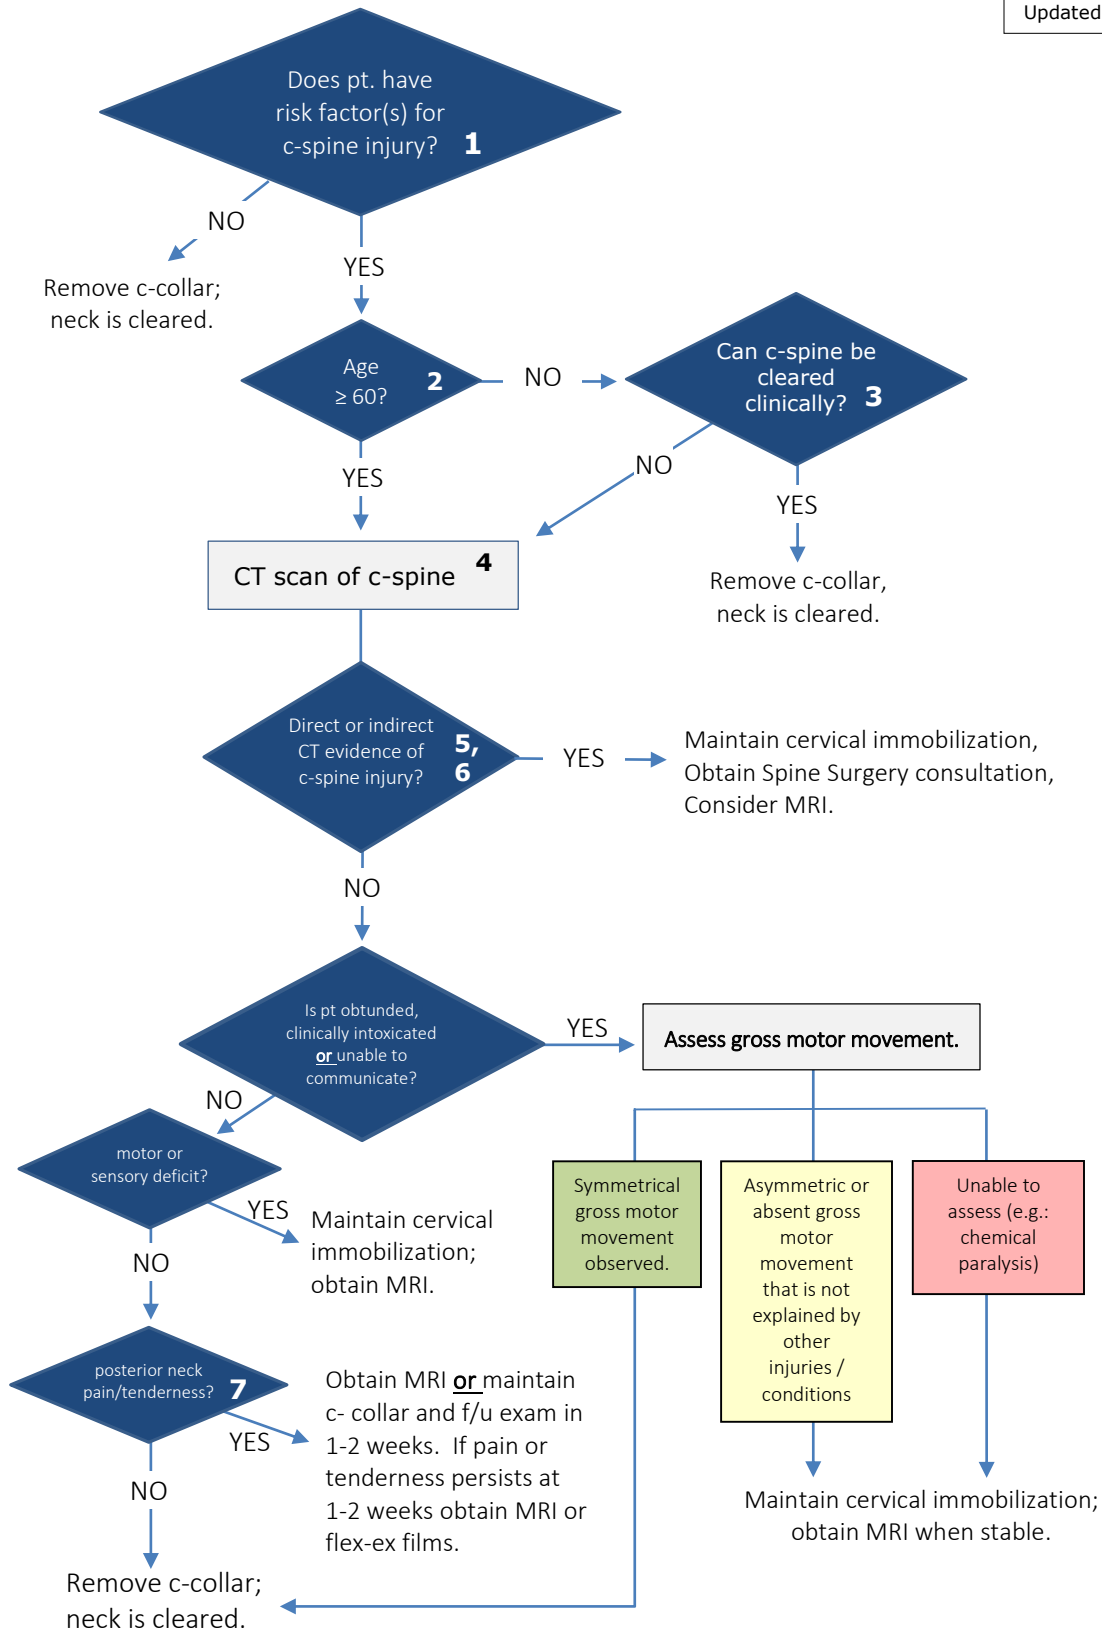 Updated
Does pt. have
risk factor(s) for
c-spine injury? 1
NO
YES
Remove c-collar;
neck is cleared.
Age
≥ 60? 2
NO
Can c-spine be
cleared
clinically? 3
YES
NO
YES
CT scan of c-spine 4
Remove c-collar,
neck is cleared.
Direct or indirect
CT evidence of
c-spine injury?
5,
6
YES
Maintain cervical immobilization,
Obtain Spine Surgery consultation,
Consider MRI.
NO
Is pt obtunded,
clinically intoxicated
or unable to
communicate?
YES
Assess gross motor movement.
NO
motor or
sensory deficit?
YES
Maintain cervical
immobilization;
obtain MRI.
NO
Symmetrical
gross motor
movement
observed.
Asymmetric or
absent gross
motor
movement
that is not
explained by
other
injuries /
conditions
Unable to
assess (e.g.:
chemical
paralysis)
posterior neck
pain/tenderness? 7
YES
Obtain MRI or maintain
c- collar and f/u exam in
1-2 weeks. If pain or
tenderness persists at
1-2 weeks obtain MRI or
flex-ex films.
NO
Maintain cervical immobilization;
obtain MRI when stable.
Remove c-collar;
neck is cleared.